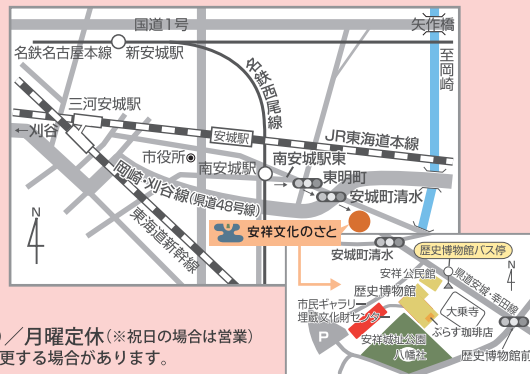 国道1号
矢作橋
名鉄名古屋本線
新安城駅
名鉄西尾線
至岡崎
三河安城駅
←刈谷
安城駅
JR東海道本線
市役所
南安城駅
南安城駅東
東明町
安城町清水
岡崎・刈谷線(県道48号線)
東海道新幹線
N
安祥文化のさと
安城町清水
歴史博物館バス停
安祥公民館
県道安城・幸田線
N
歴史博物館
市民ギャラリー
埋蔵文化財センター
大乗寺
ぶらす珈琲店
P
安祥城址公園
八幡社
歴史博物館前
／月曜定休(※祝日の場合は営業)
更する場合があります。